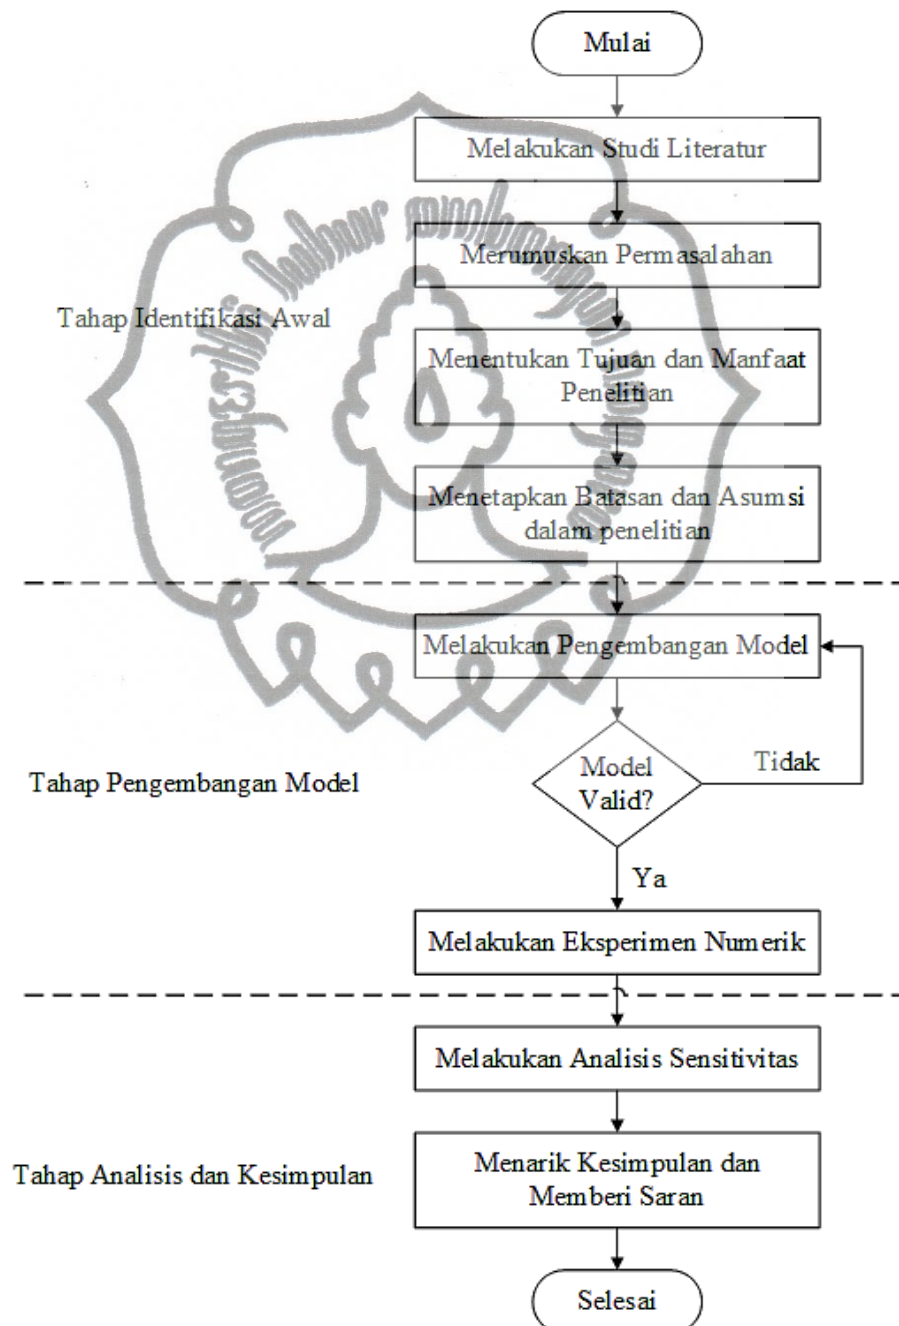 Mulai
Melakukan Studi Literatur
Merumuskan Permasalahan
Tahap Identifikasi Awal
Menentukan Tujuan dan Manfaat
Penelitian
Menetapkan Batasan dan Asumsi
dalam penelitian
Melakukan Pengembangan Model
Tahap Pengembangan Model
Model
Valid?
Tidak
Ya
Melakukan Eksperimen Numerik
Melakukan Analisis Sensitivitas
Tahap Analisis dan Kesimpulan
Menarik Kesimpulan dan
Memberi Saran
Selesai